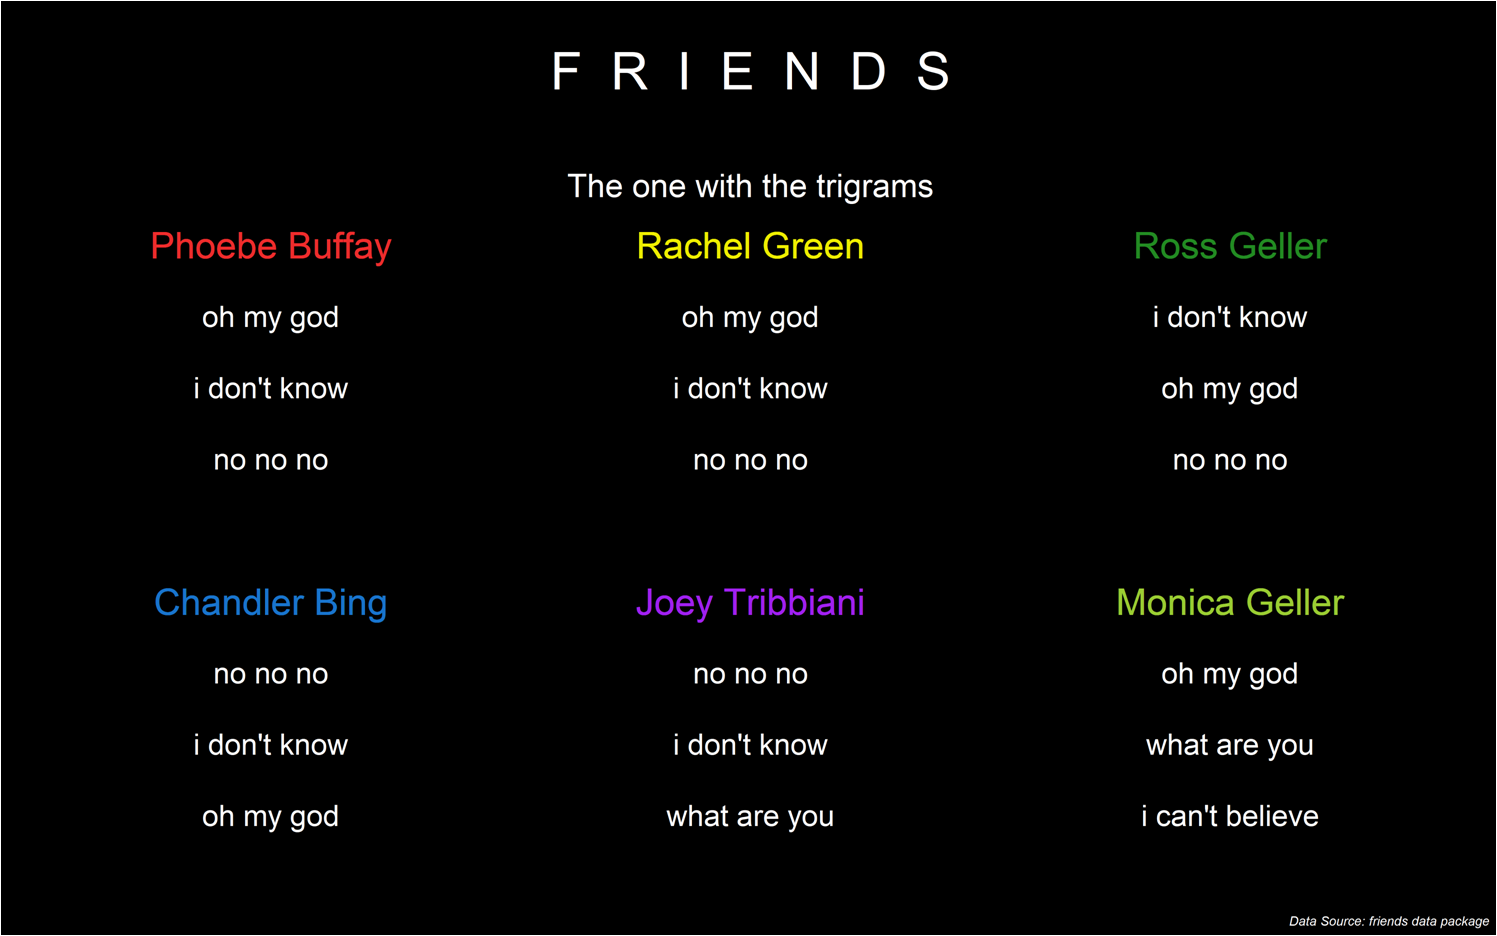 F R I E N D S
The one with the trigrams
Phoebe Buffay
oh my god
i don't know
no no no
Rachel Green
oh my god
i don't know
no no no
Ross Geller
i don't know
oh my god
no no no
Chandler Bing
no no no
i don't know
oh my god
Joey Tribbiani
no no no
i don't know
what are you
Monica Geller
oh my god
what are you
i can't believe
Data Source: friends data package